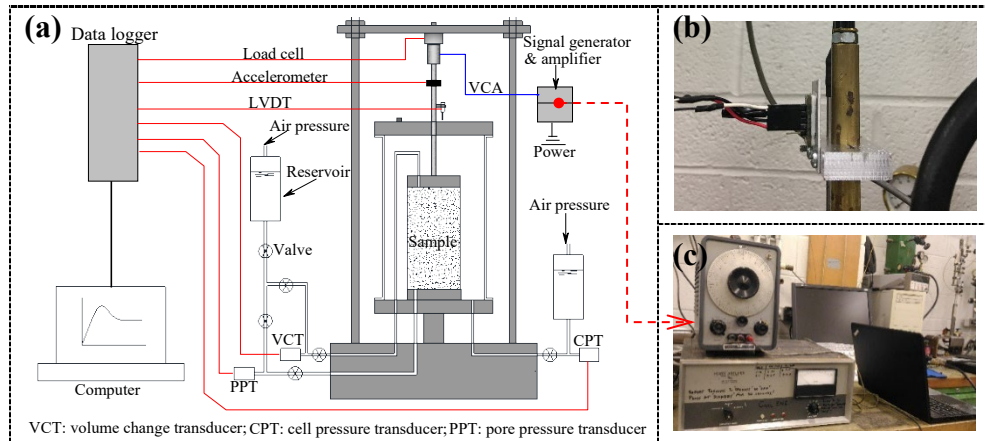 (a)
Data logger
Load cell
Accelerometer
LVDT
VCA
Signal generator
& amplifier
Power
Air pressure
Reservoir
Valve
Sample
Air pressure
VCT
PPT
CPT
Computer
VCT: volume change transducer; CPT: cell pressure transducer; PPT: pore pressure transducer
(b)
(c)